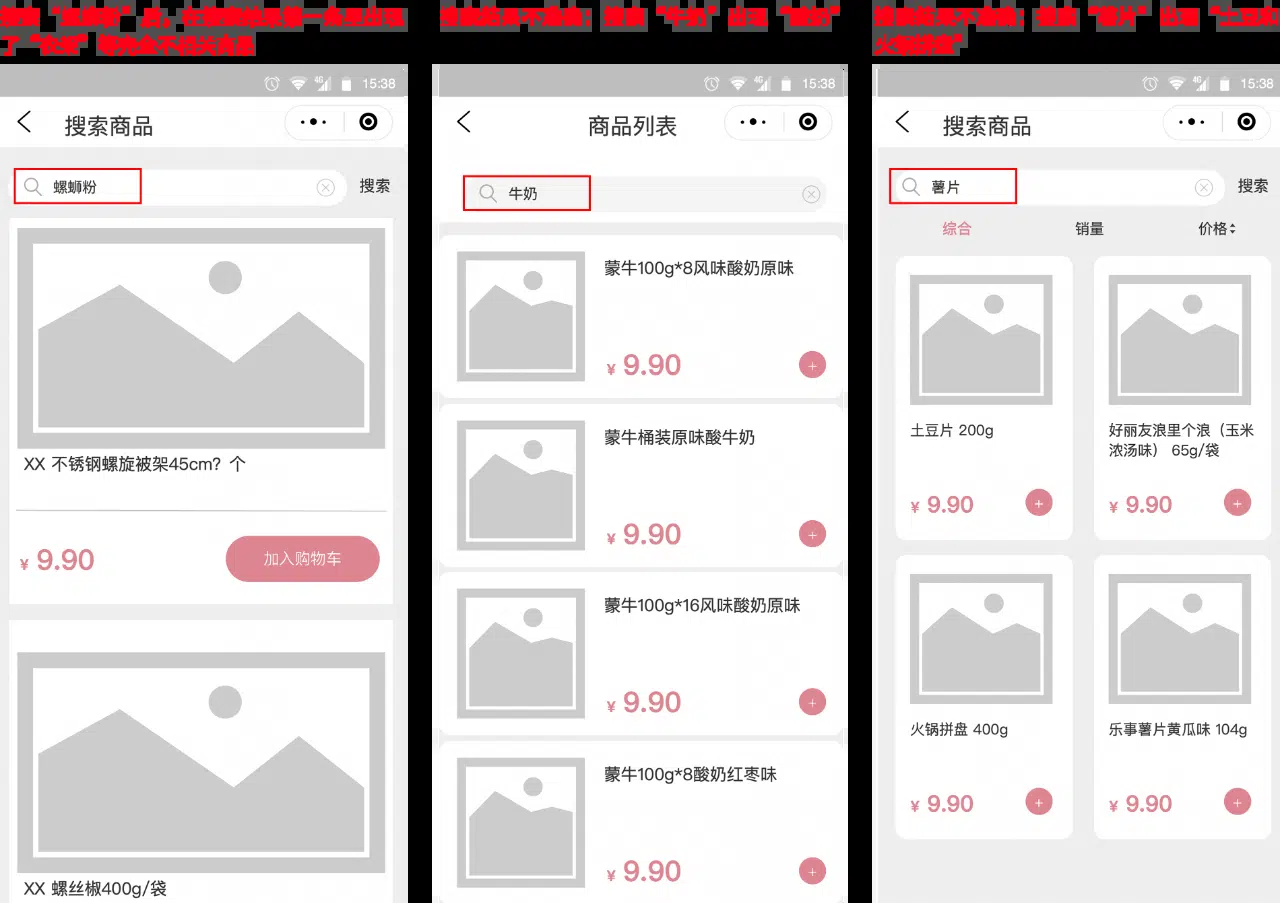 搜索“螺蛳粉”后，在搜索结果第一条里出现
了“衣架”等完全不相关商品
搜索结果不准确：搜索“牛奶”出现“酸奶”
搜索结果不准确：搜索“薯片”出现“土豆和
火锅拼盘”
4G 15:38
搜索商品
螺蛳粉
搜索
XX 不锈钢螺旋被架45cm？个
¥ 9.90
加入购物车
XX 螺丝椒400g/袋
4G 15:38
商品列表
牛奶
蒙牛100g*8风味酸奶原味
¥ 9.90
+
蒙牛桶装原味酸牛奶
¥ 9.90
+
蒙牛100g*16风味酸奶原味
¥ 9.90
+
蒙牛100g*8酸奶红枣味
¥ 9.90
+
4G 15:38
搜索商品
薯片
搜索
综合 销量 价格
土豆片 200g
¥ 9.90
+
好丽友浪里个浪（玉米
浓汤味） 65g/袋
¥ 9.90
+
火锅拼盘 400g
¥ 9.90
+
乐事薯片黄瓜味 104g
¥ 9.90
+